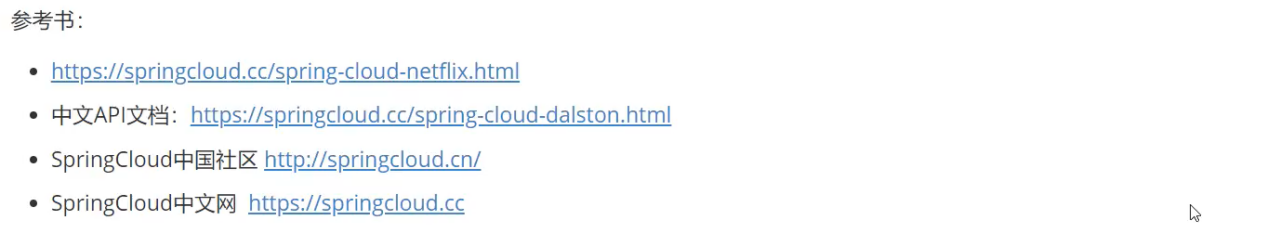 参考书：
• https://springcloud.cc/spring-cloud-netflix.html
• 中文API文档：https://springcloud.cc/spring-cloud-dalston.html
• SpringCloud中国社区 http://springcloud.cn/
• SpringCloud中文网 https://springcloud.cc